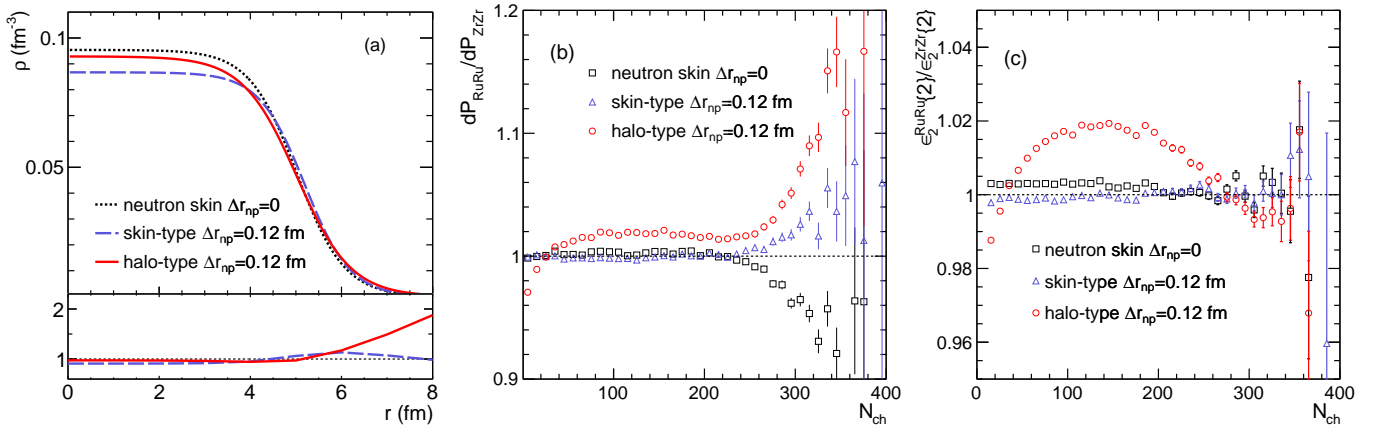 ρ (fm⁻³)
0.1
0.05
(a)
neutron skin Δr_np=0
skin-type Δr_np=0.12 fm
halo-type Δr_np=0.12 fm
2
1
0 2 4 6 8
r (fm)
dP_RuRu/dP_ZrZr
1.2
1.1
1
0.9
(b)
neutron skin Δr_np=0
skin-type Δr_np=0.12 fm
halo-type Δr_np=0.12 fm
0 100 200 300 400
N_ch
ϵ₂^RuRu{2}/ϵ₂^ZrZr{2}
1.04
1.02
1
0.98
0.96
(c)
neutron skin Δr_np=0
skin-type Δr_np=0.12 fm
halo-type Δr_np=0.12 fm
0 100 200 300 400
N_ch